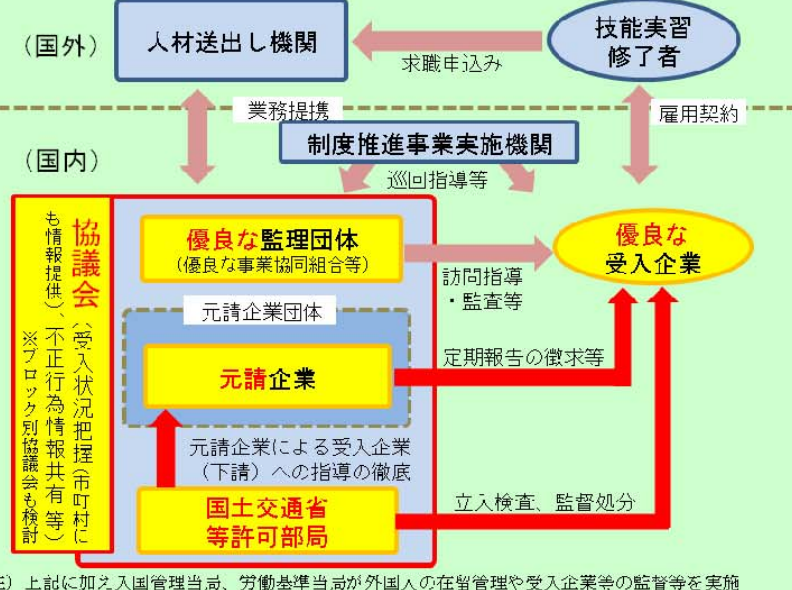 (国外)
人材送出し機関
求職申込み
技能実習
修了者
業務提携
雇用契約
(国内)
制度推進事業実施機関
巡回指導等
協議会(受入状況把握(市町村に
も情報提供)、不正行為情報共有等)
※ブロック別協議会も検討
優良な監理団体
(優良な事業協同組合等)
訪問指導
・監査等
優良な
受入企業
元請企業団体
元請企業
定期報告の徴求等
元請企業による受入企業
(下請)への指導の徹底
国土交通省
等許可部局
立入検査、監督処分
注)上記に加え入国管理当局、労働基準当局が外国人の在留管理や受入企業等の監督等を実施